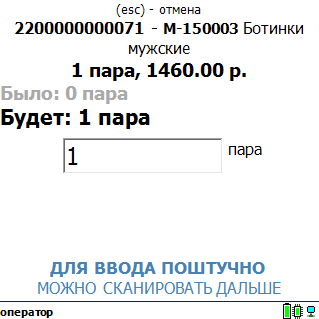 (esc) - отмена
2200000000071 - М-150003 Ботинки
мужские
1 пара, 1460.00 р.
Было: 0 пара
Будет: 1 пара
1 пара
ДЛЯ ВВОДА ПОШТУЧНО
МОЖНО СКАНИРОВАТЬ ДАЛЬШЕ
оператор